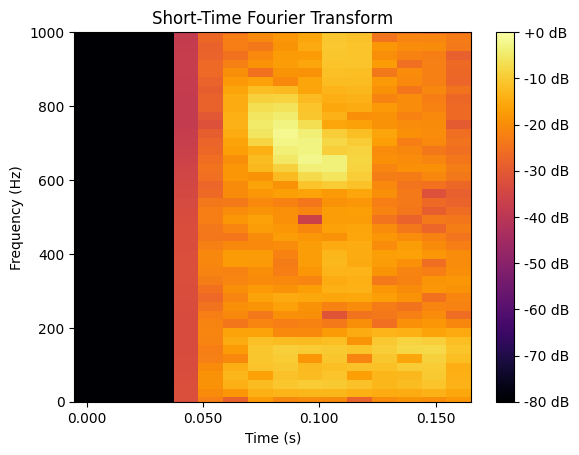 Short-Time Fourier Transform
Frequency (Hz)
1000
800
600
400
200
0
0.000
0.050
0.100
0.150
Time (s)
+0 dB
-10 dB
-20 dB
-30 dB
-40 dB
-50 dB
-60 dB
-70 dB
-80 dB